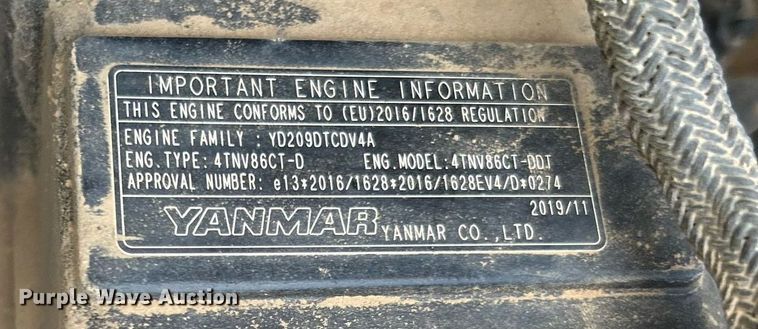 IMPORTANT ENGINE INFORMATION
THIS ENGINE CONFORMS TO (EU)2016/1628 REGULATION
ENGINE FAMILY : YD209DTCDV4A
ENG.TYPE: 4TNV86CT-D ENG.MODEL:4TNV86CT-DDT
APPROVAL NUMBER: e13*2016/1628*2016/1628EV4/D*0274
2019/11
YANMAR YANMAR CO.,LTD.
Purple Wave Auction